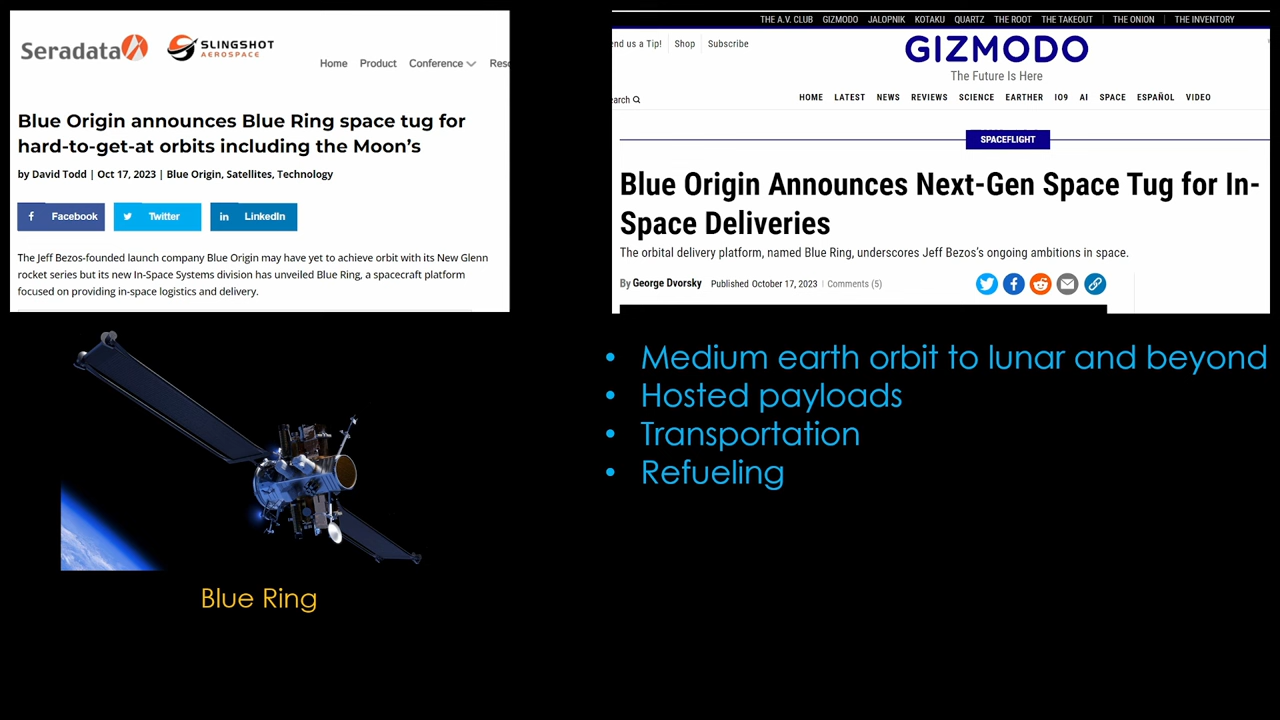 Seradata
SLINGSHOT
AEROSPACE
Home Product Conference
Blue Origin announces Blue Ring space tug for
hard-to-get-at orbits including the Moon’s
by David Todd | Oct 17, 2023 | Blue Origin, Satellites, Technology
Facebook Twitter LinkedIn
The Jeff Bezos-founded launch company Blue Origin may have yet to achieve orbit with its New Glenn
rocket series but its new In-Space Systems division has unveiled Blue Ring, a spacecraft platform
focused on providing in-space logistics and delivery.
THE A.V. CLUB GIZMODO JALOPNIK KOTAKU QUARTZ THE ROOT THE TAKEOUT | THE ONION | THE INVENTORY
end us a Tip! Shop Subscribe
GIZMODO
The Future Is Here
earch HOME LATEST NEWS REVIEWS SCIENCE EARTHER IO9 AI SPACE ESPAÑOL VIDEO
SPACEFLIGHT
Blue Origin Announces Next-Gen Space Tug for In-
Space Deliveries
The orbital delivery platform, named Blue Ring, underscores Jeff Bezos’s ongoing ambitions in space.
By George Dvorsky Published October 17, 2023 | Comments (5)
• Medium earth orbit to lunar and beyond
• Hosted payloads
• Transportation
• Refueling
Blue Ring